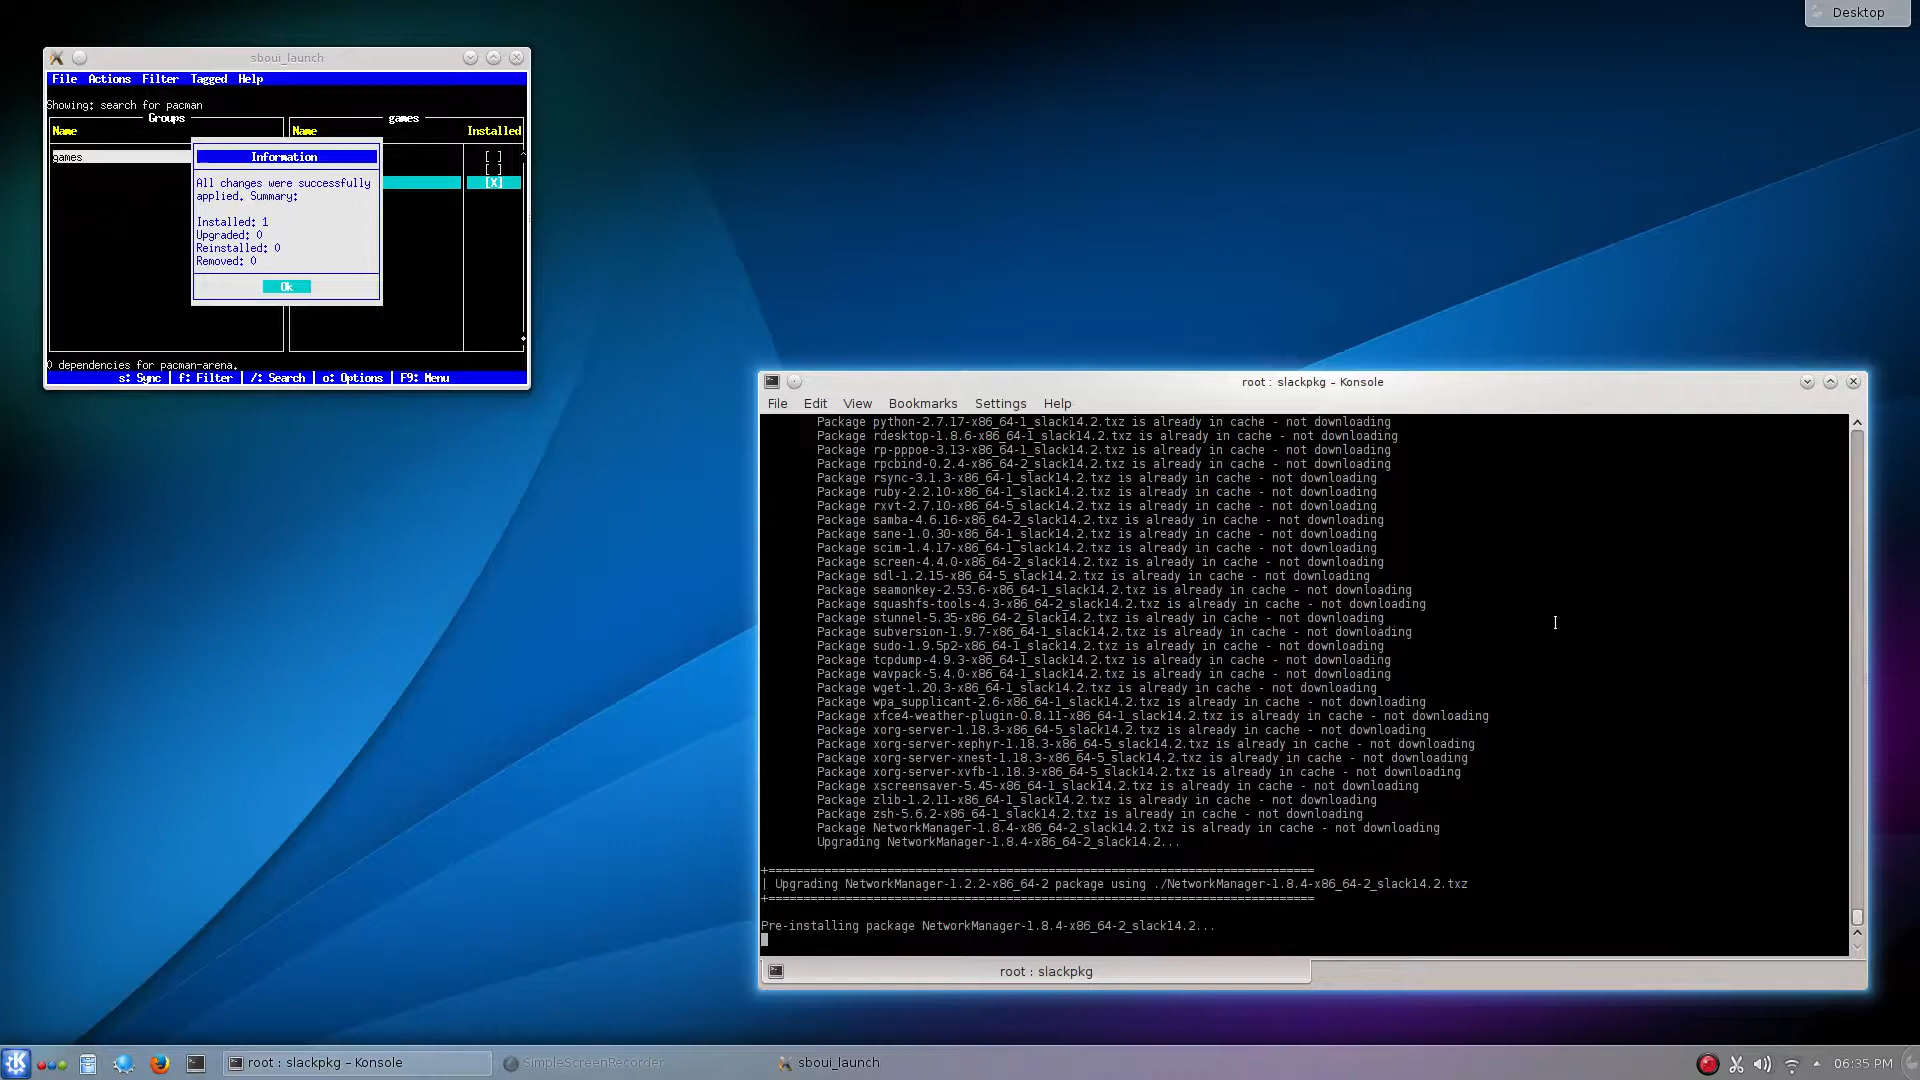 Desktop
sboui_launch
File Actions Filter Tagged Help
Showing: search for pacman
Groups
games
Name
Name
Installed
games
[ ]
[ ]
[X]
Information
All changes were successfully
applied. Summary:
Installed: 1
Upgraded: 0
Reinstalled: 0
Removed: 0
Ok
0 dependencies for pacman-arena.
s: Sync | f: Filter | /: Search | o: Options | F9: Menu
root : slackpkg – Konsole
File Edit View Bookmarks Settings Help
Package python-2.7.17-x86_64-1_slack14.2.txz is already in cache - not downloading
Package rdesktop-1.8.6-x86_64-1_slack14.2.txz is already in cache - not downloading
Package rp-pppoe-3.13-x86_64-1_slack14.2.txz is already in cache - not downloading
Package rpcbind-0.2.4-x86_64-2_slack14.2.txz is already in cache - not downloading
Package rsync-3.1.3-x86_64-1_slack14.2.txz is already in cache - not downloading
Package ruby-2.2.10-x86_64-1_slack14.2.txz is already in cache - not downloading
Package rxvt-2.7.10-x86_64-5_slack14.2.txz is already in cache - not downloading
Package samba-4.6.16-x86_64-2_slack14.2.txz is already in cache - not downloading
Package sane-1.0.30-x86_64-1_slack14.2.txz is already in cache - not downloading
Package scim-1.4.17-x86_64-1_slack14.2.txz is already in cache - not downloading
Package screen-4.4.0-x86_64-2_slack14.2.txz is already in cache - not downloading
Package sdl-1.2.15-x86_64-5_slack14.2.txz is already in cache - not downloading
Package seamonkey-2.53.6-x86_64-1_slack14.2.txz is already in cache - not downloading
Package squashfs-tools-4.3-x86_64-2_slack14.2.txz is already in cache - not downloading
Package stunnel-5.35-x86_64-2_slack14.2.txz is already in cache - not downloading
Package subversion-1.9.7-x86_64-1_slack14.2.txz is already in cache - not downloading
Package sudo-1.9.5p2-x86_64-1_slack14.2.txz is already in cache - not downloading
Package tcpdump-4.9.3-x86_64-1_slack14.2.txz is already in cache - not downloading
Package wavpack-5.4.0-x86_64-1_slack14.2.txz is already in cache - not downloading
Package wget-1.20.3-x86_64-1_slack14.2.txz is already in cache - not downloading
Package wpa_supplicant-2.6-x86_64-1_slack14.2.txz is already in cache - not downloading
Package xfce4-weather-plugin-0.8.11-x86_64-1_slack14.2.txz is already in cache - not downloading
Package xorg-server-1.18.3-x86_64-5_slack14.2.txz is already in cache - not downloading
Package xorg-server-xephyr-1.18.3-x86_64-5_slack14.2.txz is already in cache - not downloading
Package xorg-server-xnest-1.18.3-x86_64-5_slack14.2.txz is already in cache - not downloading
Package xorg-server-xvfb-1.18.3-x86_64-5_slack14.2.txz is already in cache - not downloading
Package xscreensaver-5.45-x86_64-1_slack14.2.txz is already in cache - not downloading
Package zlib-1.2.11-x86_64-1_slack14.2.txz is already in cache - not downloading
Package zsh-5.6.2-x86_64-1_slack14.2.txz is already in cache - not downloading
Package NetworkManager-1.8.4-x86_64-2_slack14.2.txz is already in cache - not downloading
Upgrading NetworkManager-1.8.4-x86_64-2_slack14.2...
+==============================================================================
| Upgrading NetworkManager-1.2.2-x86_64-2 package using ./NetworkManager-1.8.4-x86_64-2_slack14.2.txz
+==============================================================================
Pre-installing package NetworkManager-1.8.4-x86_64-2_slack14.2...
root : slackpkg
root : slackpkg – Konsole
SimpleScreenRecorder
sboui_launch
06:35 PM